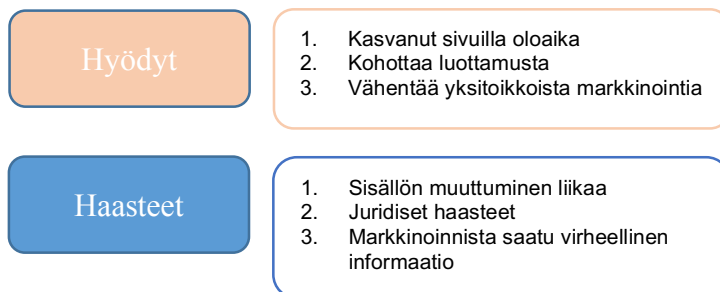 Hyödyt
1. Kasvanut sivuilla oloaika
2. Kohottaa luottamusta
3. Vähentää yksitoikkoista markkinointia
Haasteet
1. Sisällön muuttuminen liikaa
2. Juridiset haasteet
3. Markkinoinnista saatu virheellinen
informaatio